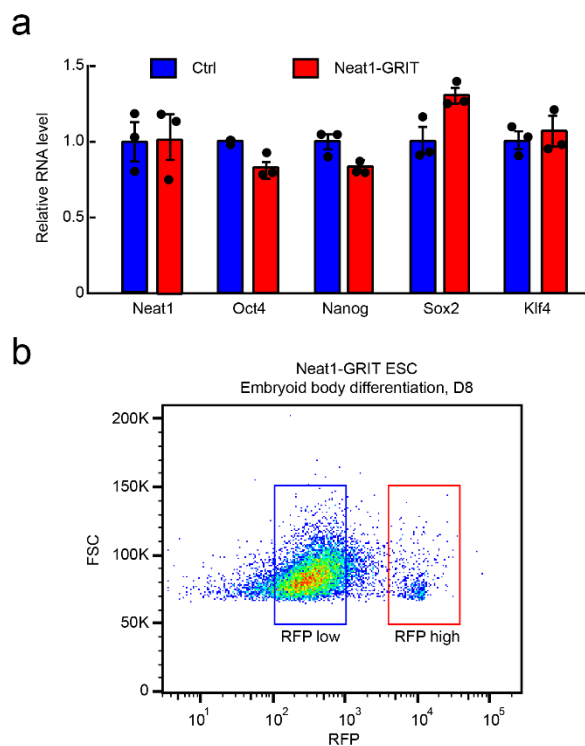 a
Ctrl
Neat1-GRIT
Relative RNA level
1.5
1.0
0.5
0
Neat1
Oct4
Nanog
Sox2
Klf4
b
Neat1-GRIT ESC
Embryoid body differentiation, D8
FSC
200K
150K
100K
50K
0
RFP low
RFP high
10¹
10²
10³
10⁴
10⁵
RFP